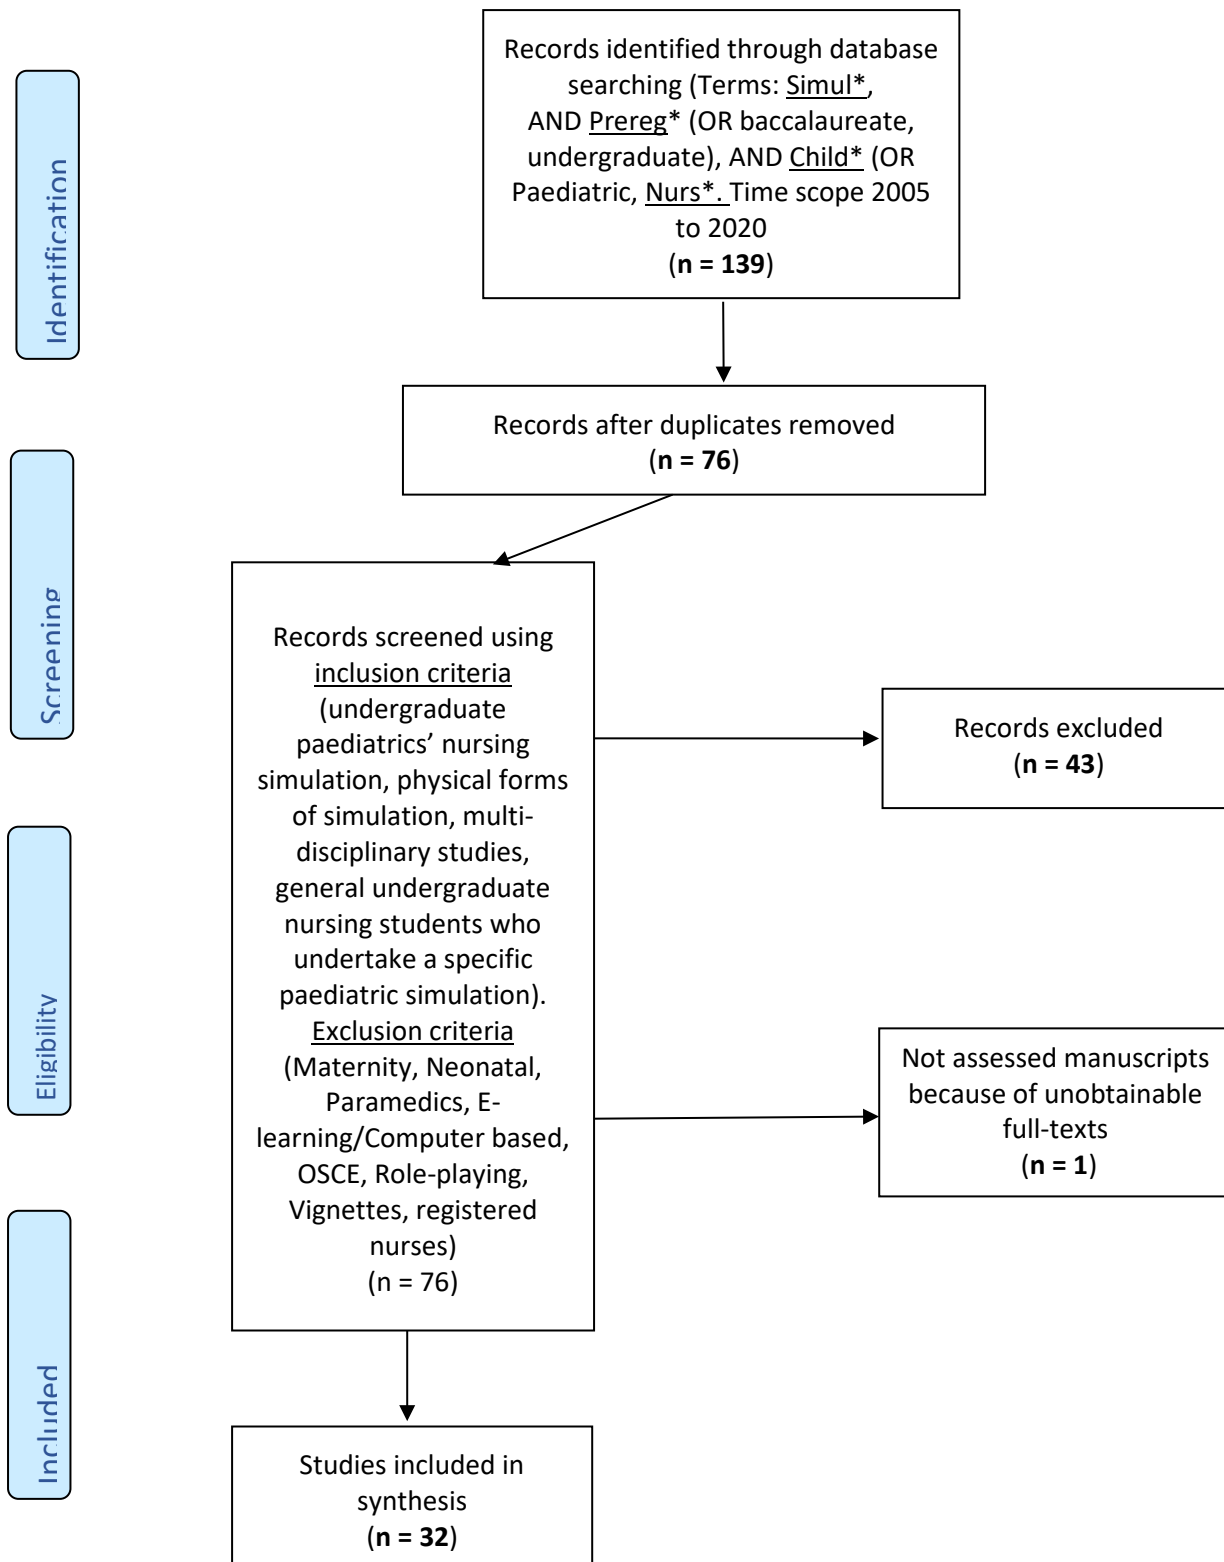 Identification
Records identified through database
searching (Terms: Simul*,
AND Prereg* (OR baccalaureate,
undergraduate), AND Child* (OR
Paediatric, Nurs*. Time scope 2005
to 2020
(n = 139)
Records after duplicates removed
(n = 76)
Screening
Records screened using
inclusion criteria
(undergraduate
paediatrics’ nursing
simulation, physical forms
of simulation, multi-
disciplinary studies,
general undergraduate
nursing students who
undertake a specific
paediatric simulation).
Exclusion criteria
(Maternity, Neonatal,
Paramedics, E-
learning/Computer based,
OSCE, Role-playing,
Vignettes, registered
nurses)
(n = 76)
Records excluded
(n = 43)
Eligibility
Not assessed manuscripts
because of unobtainable
full-texts
(n = 1)
Included
Studies included in
synthesis
(n = 32)